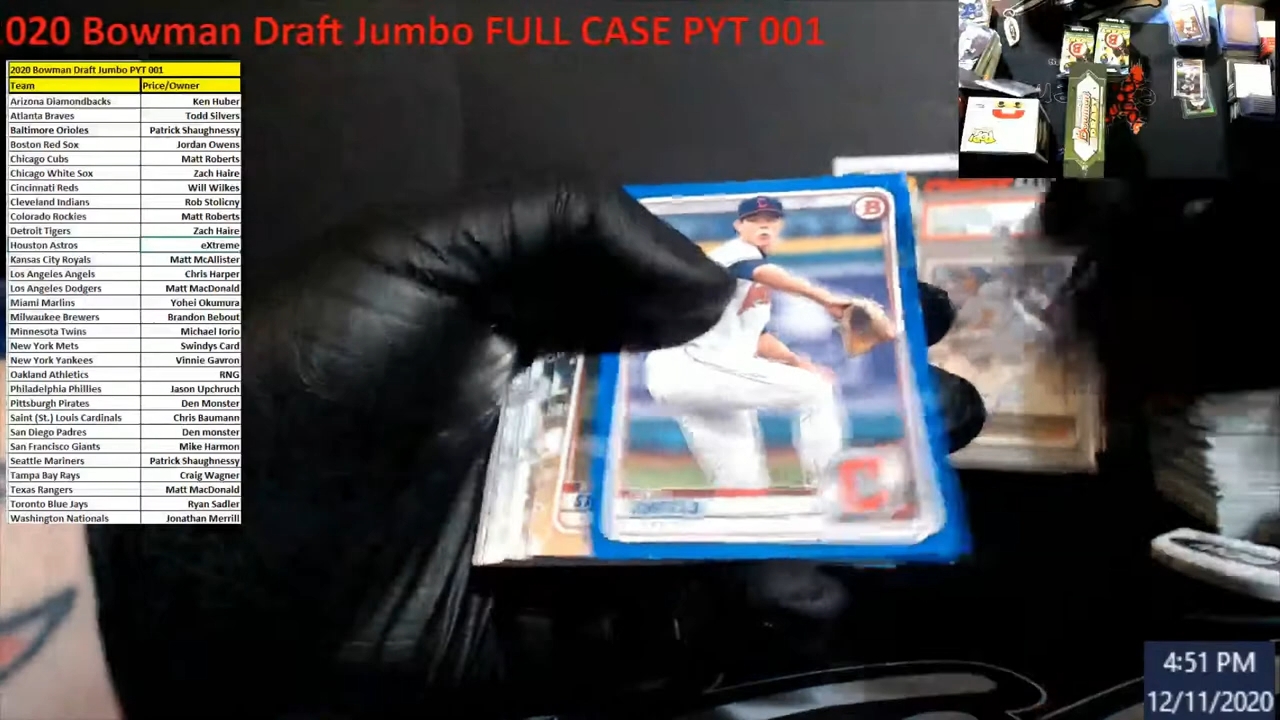 020 Bowman Draft Jumbo FULL CASE PYT 001
2020 Bowman Draft Jumbo PYT 001
Team Price/Owner
Arizona Diamondbacks Ken Huber
Atlanta Braves Todd Silvers
Baltimore Orioles Patrick Shaughnessy
Boston Red Sox Jordan Owens
Chicago Cubs Matt Roberts
Chicago White Sox Zach Haire
Cincinnati Reds Will Wilkes
Cleveland Indians Rob Stolicny
Colorado Rockies Matt Roberts
Detroit Tigers Zach Haire
Houston Astros eXtreme
Kansas City Royals Matt McAllister
Los Angeles Angels Chris Harper
Los Angeles Dodgers Matt MacDonald
Miami Marlins Yohei Okumura
Milwaukee Brewers Brandon Bebout
Minnesota Twins Michael Iorio
New York Mets Swindys Card
New York Yankees Vinnie Gavron
Oakland Athletics RNG
Philadelphia Phillies Jason Upchruch
Pittsburgh Pirates Den Monster
Saint (St.) Louis Cardinals Chris Baumann
San Diego Padres Den monster
San Francisco Giants Mike Harmon
Seattle Mariners Patrick Shaughnessy
Tampa Bay Rays Craig Wagner
Texas Rangers Matt MacDonald
Toronto Blue Jays Ryan Sadler
Washington Nationals Jonathan Merrill
C
B
C
4:51 PM
12/11/2020